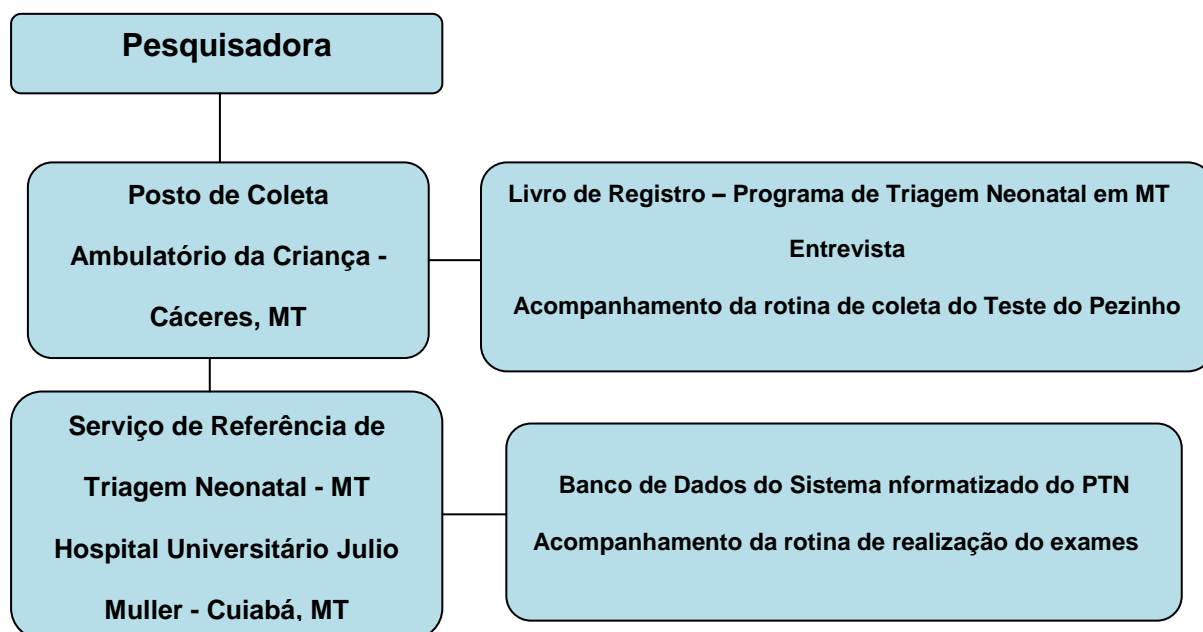 Pesquisadora
Posto de Coleta
Ambulatório da Criança -
Cáceres, MT
Livro de Registro – Programa de Triagem Neonatal em MT
Entrevista
Acompanhamento da rotina de coleta do Teste do Pezinho
Serviço de Referência de
Triagem Neonatal - MT
Hospital Universitário Julio
Muller - Cuiabá, MT
Banco de Dados do Sistema nformatizado do PTN
Acompanhamento da rotina de realização do exames